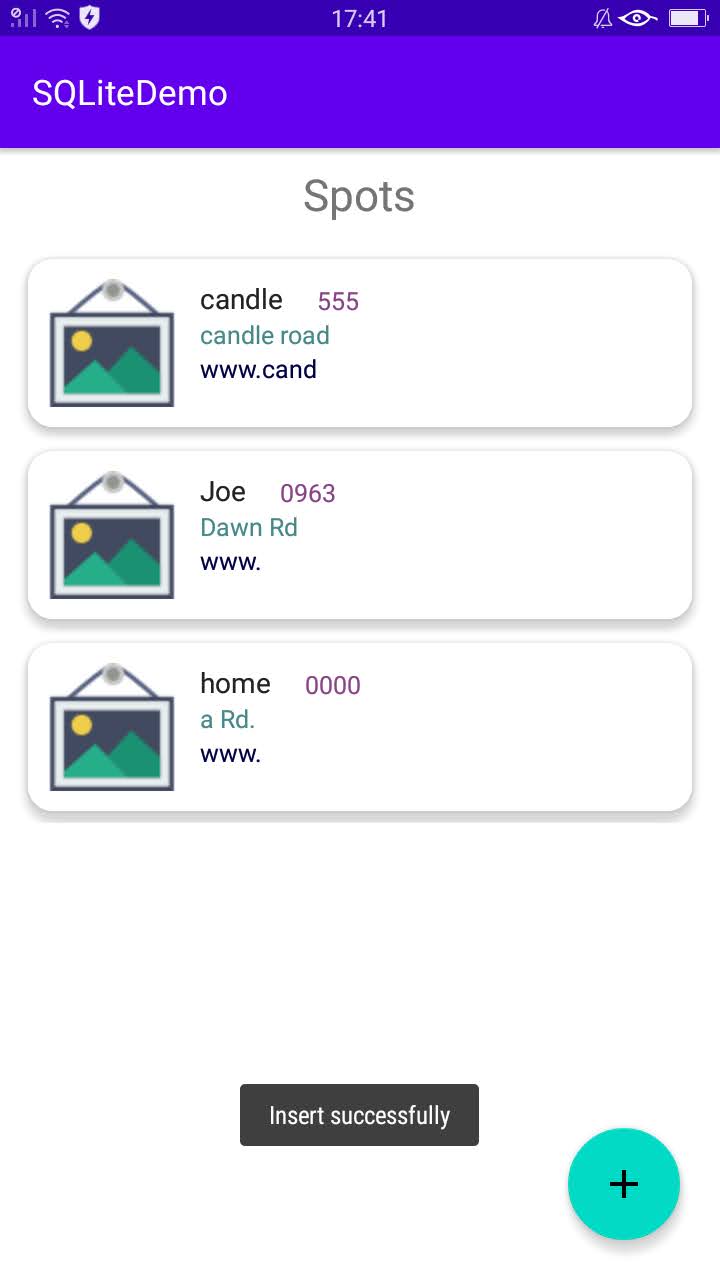 17:41
SQLiteDemo
Spots
candle 555
candle road
www.cand
Joe 0963
Dawn Rd
www.
home 0000
a Rd.
www.
Insert successfully
+